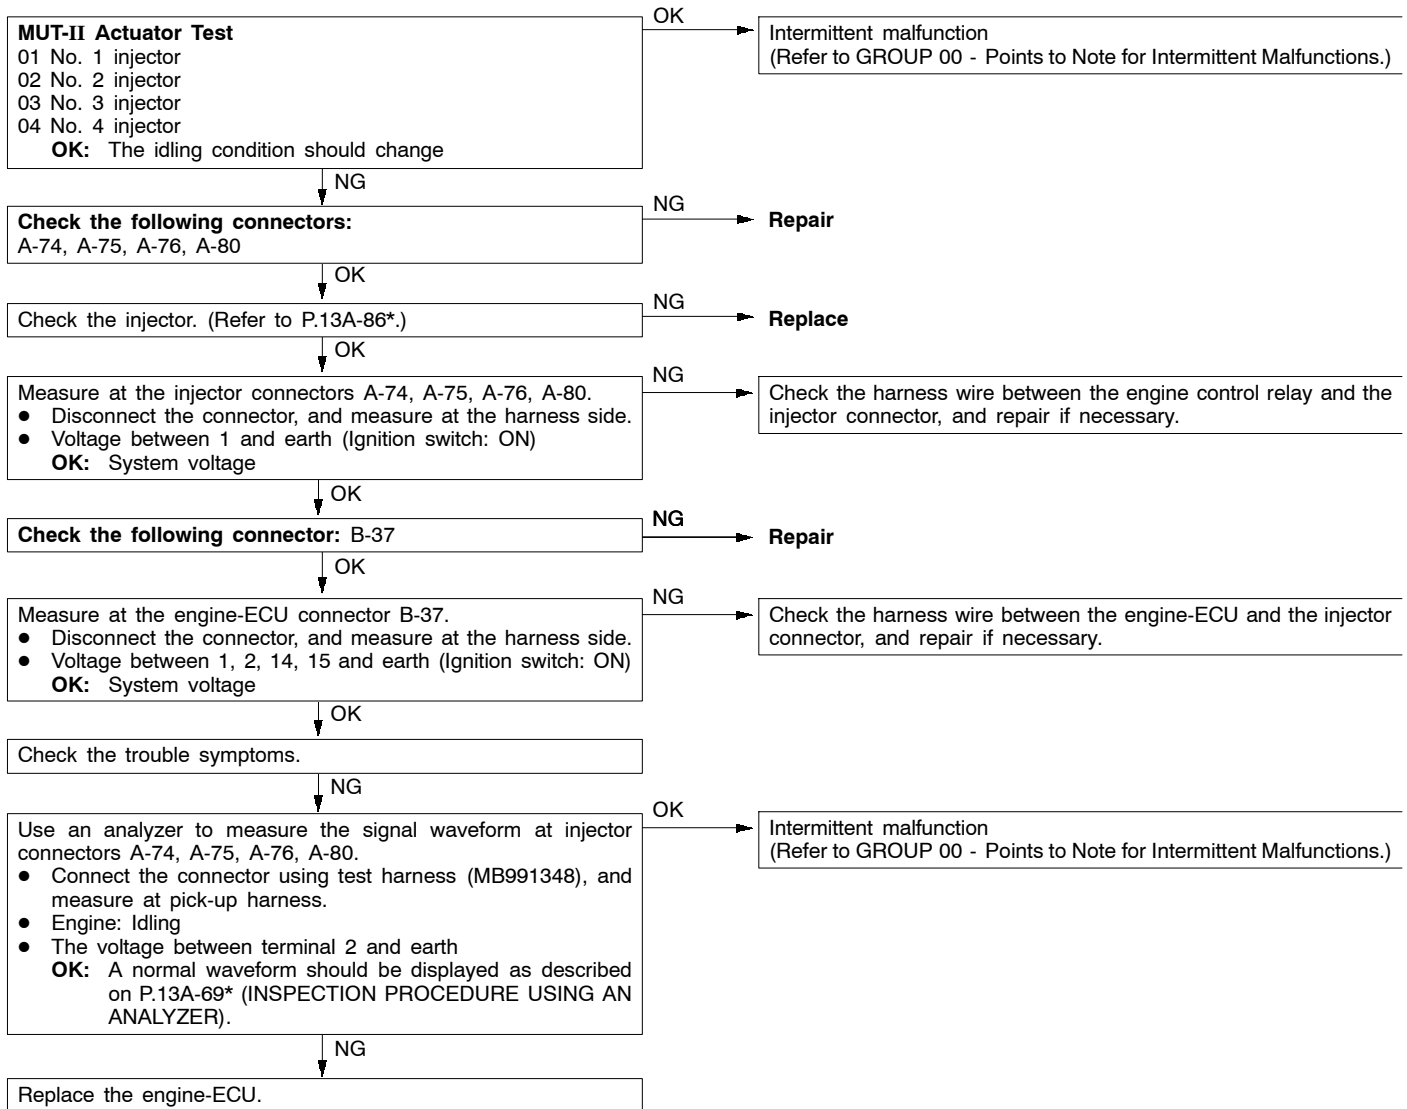 MUT-II Actuator Test
01 No. 1 injector
02 No. 2 injector
03 No. 3 injector
04 No. 4 injector
OK: The idling condition should change
OK
Intermittent malfunction
(Refer to GROUP 00 - Points to Note for Intermittent Malfunctions.)
NG
Check the following connectors:
A-74, A-75, A-76, A-80
NG
Repair
OK
Check the injector. (Refer to P.13A-86*.)
NG
Replace
OK
Measure at the injector connectors A-74, A-75, A-76, A-80.
● Disconnect the connector, and measure at the harness side.
● Voltage between 1 and earth (Ignition switch: ON)
OK: System voltage
NG
Check the harness wire between the engine control relay and the
injector connector, and repair if necessary.
OK
Check the following connector: B-37
NG
Repair
OK
Measure at the engine-ECU connector B-37.
● Disconnect the connector, and measure at the harness side.
● Voltage between 1, 2, 14, 15 and earth (Ignition switch: ON)
OK: System voltage
NG
Check the harness wire between the engine-ECU and the injector
connector, and repair if necessary.
OK
Check the trouble symptoms.
NG
Use an analyzer to measure the signal waveform at injector
connectors A-74, A-75, A-76, A-80.
● Connect the connector using test harness (MB991348), and
measure at pick-up harness.
● Engine: Idling
● The voltage between terminal 2 and earth
OK: A normal waveform should be displayed as described
on P.13A-69* (INSPECTION PROCEDURE USING AN
ANALYZER).
OK
Intermittent malfunction
(Refer to GROUP 00 - Points to Note for Intermittent Malfunctions.)
NG
Replace the engine-ECU.